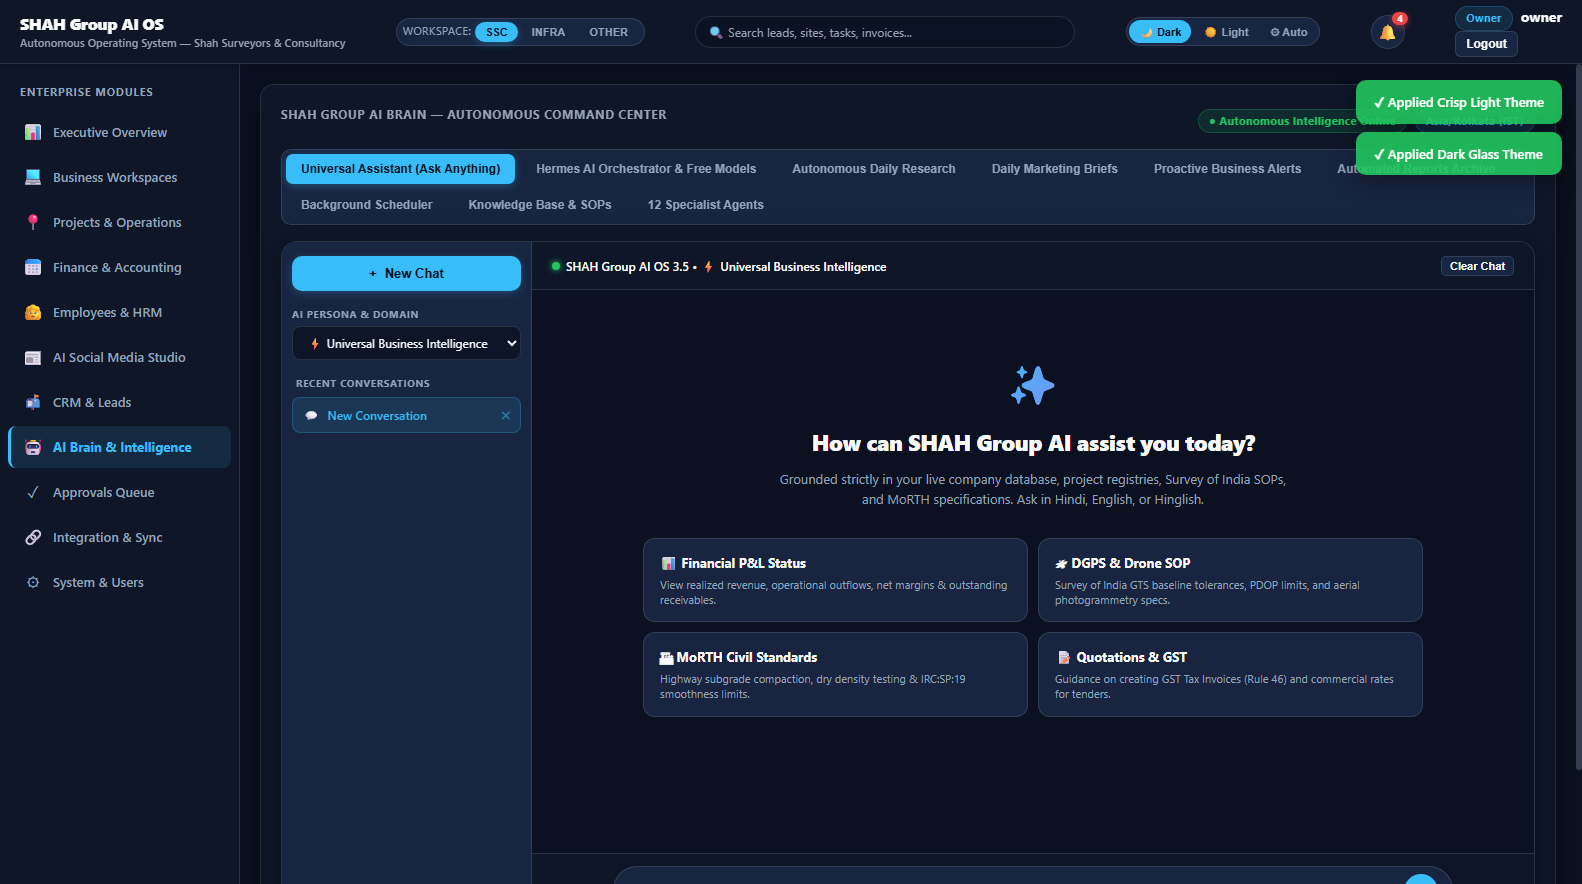 SHAH Group AI OS
Autonomous Operating System — Shah Surveyors & Consultancy
WORKSPACE: SSC INFRA OTHER
Search leads, sites, tasks, invoices...
Dark Light Auto
4
Owner owner
Logout
ENTERPRISE MODULES
Executive Overview
Business Workspaces
Projects & Operations
Finance & Accounting
Employees & HRM
AI Social Media Studio
CRM & Leads
AI Brain & Intelligence
Approvals Queue
Integration & Sync
System & Users
SHAH GROUP AI BRAIN — AUTONOMOUS COMMAND CENTER
● Autonomous Intelligence Online
Asia/Kolkata (IST)
✓ Applied Crisp Light Theme
✓ Applied Dark Glass Theme
Universal Assistant (Ask Anything) Hermes AI Orchestrator & Free Models Autonomous Daily Research Daily Marketing Briefs Proactive Business Alerts Automated Reports Archive
Background Scheduler Knowledge Base & SOPs 12 Specialist Agents
+ New Chat
AI PERSONA & DOMAIN
Universal Business Intelligence
RECENT CONVERSATIONS
New Conversation ×
SHAH Group AI OS 3.5 • Universal Business Intelligence
Clear Chat
How can SHAH Group AI assist you today?
Grounded strictly in your live company database, project registries, Survey of India SOPs,
and MoRTH specifications. Ask in Hindi, English, or Hinglish.
Financial P&L Status
View realized revenue, operational outflows, net margins & outstanding
receivables.
DGPS & Drone SOP
Survey of India GTS baseline tolerances, PDOP limits, and aerial
photogrammetry specs.
MoRTH Civil Standards
Highway subgrade compaction, dry density testing & IRC:SP:19
smoothness limits.
Quotations & GST
Guidance on creating GST Tax Invoices (Rule 46) and commercial rates
for tenders.